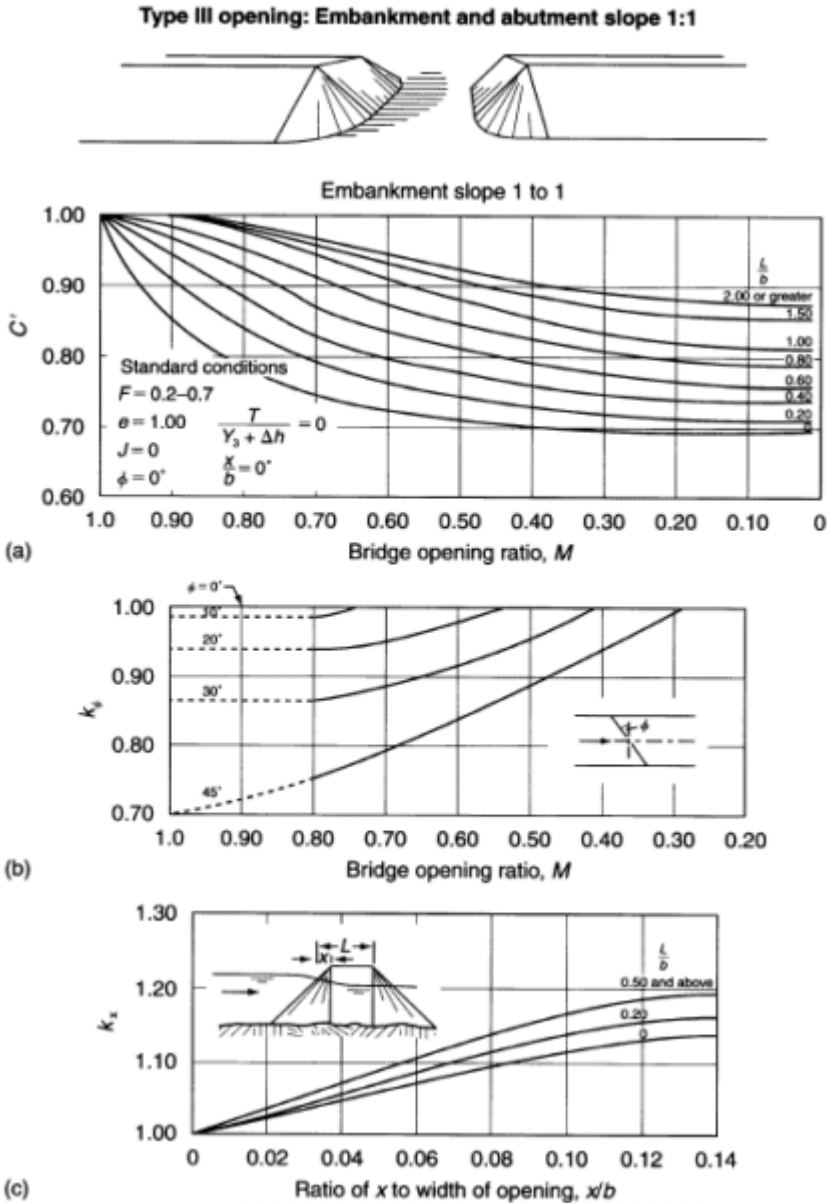 Type III opening: Embankment and abutment slope 1:1
Embankment slope 1 to 1
1.00
0.90
0.80
0.70
0.60
C'
L
b
2.00 or greater
1.50
1.00
0.80
0.60
0.40
0.20
0
Standard conditions
F = 0.2–0.7
e = 1.00
T
Y₃ + Δh
= 0
J = 0
ϕ = 0°
x
b
= 0°
1.0 0.90 0.80 0.70 0.60 0.50 0.40 0.30 0.20 0.10 0
(a)
Bridge opening ratio, M
ϕ = 0°
1.00
0.90
0.80
0.70
kϕ
10°
20°
30°
45°
ϕ
1.0 0.90 0.80 0.70 0.60 0.50 0.40 0.30 0.20
(b)
Bridge opening ratio, M
1.30
1.20
1.10
1.00
kₓ
L
x
L
b
0.50 and above
0.20
0
0 0.02 0.04 0.06 0.08 0.10 0.12 0.14
(c)
Ratio of x to width of opening, x/b